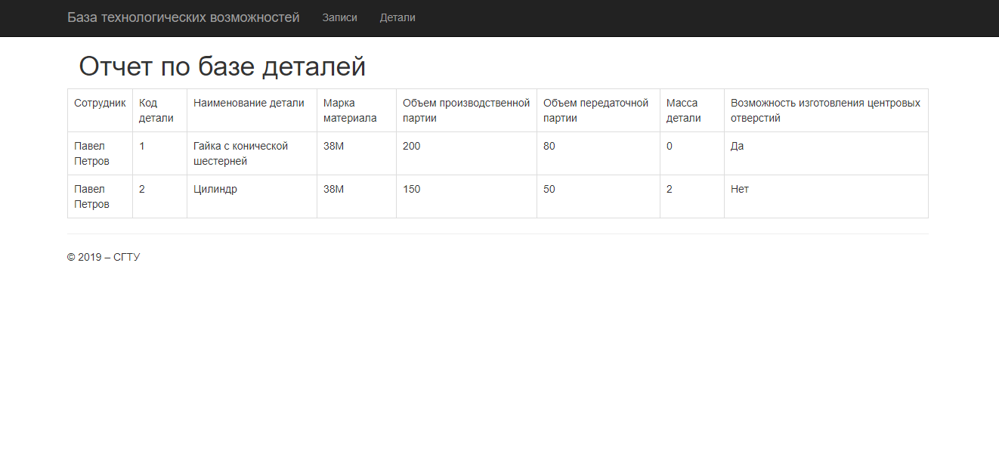 База технологических возможностей Записи Детали
Отчет по базе деталей
Сотрудник Код детали Наименование детали Марка материала Объем производственной партии Объем передаточной партии Масса детали Возможность изготовления центровых отверстий
Павел Петров 1 Гайка с конической шестерней 38М 200 80 0 Да
Павел Петров 2 Цилиндр 38М 150 50 2 Нет
© 2019 – СГТУ